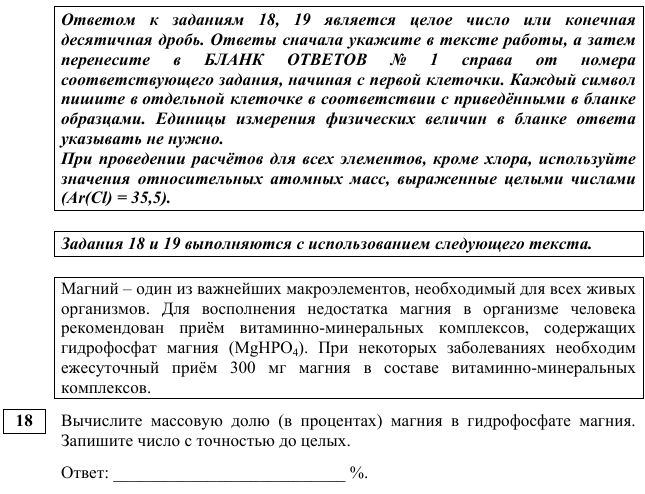 Ответом к заданиям 18, 19 является целое число или конечная
десятичная дробь. Ответы сначала укажите в тексте работы, а затем
перенесите в БЛАНК ОТВЕТОВ № 1 справа от номера
соответствующего задания, начиная с первой клеточки. Каждый символ
пишите в отдельной клеточке в соответствии с приведёнными в бланке
образцами. Единицы измерения физических величин в бланке ответа
указывать не нужно.
При проведении расчётов для всех элементов, кроме хлора, используйте
значения относительных атомных масс, выраженные целыми числами
(Ar(Cl) = 35,5).
Задания 18 и 19 выполняются с использованием следующего текста.
Магний – один из важнейших макроэлементов, необходимый для всех живых
организмов. Для восполнения недостатка магния в организме человека
рекомендован приём витаминно-минеральных комплексов, содержащих
гидрофосфат магния (MgHPO₄). При некоторых заболеваниях необходим
ежесуточный приём 300 мг магния в составе витаминно-минеральных
комплексов.
18 Вычислите массовую долю (в процентах) магния в гидрофосфате магния.
Запишите число с точностью до целых.
Ответ: ___________________________ %.